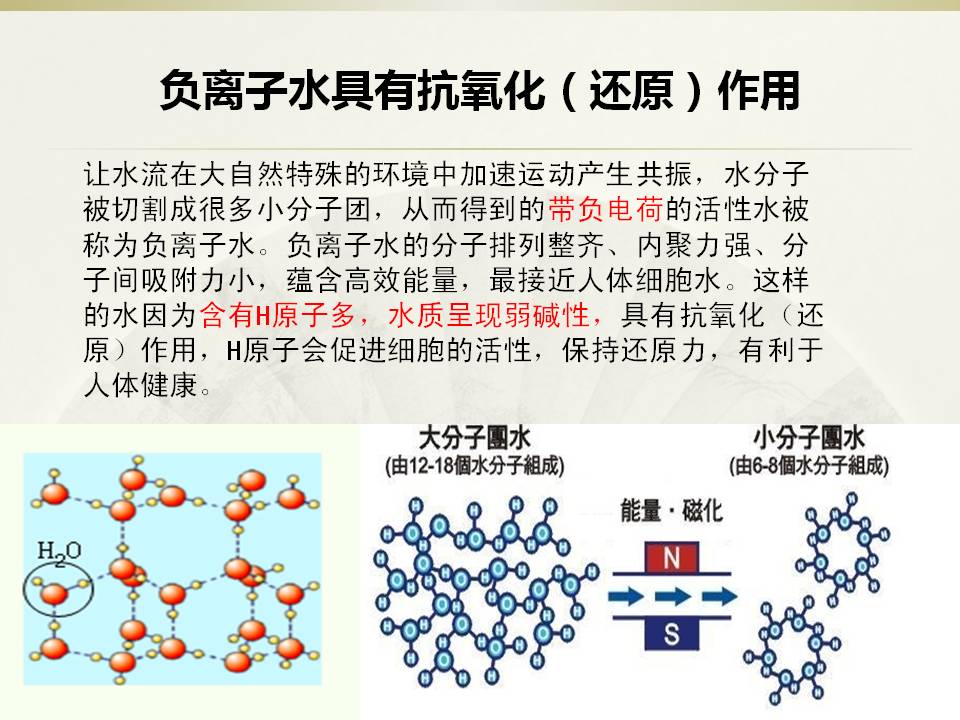 负离子水具有抗氧化（还原）作用
让水流在大自然特殊的环境中加速运动产生共振，水分子
被切割成很多小分子团，从而得到的带负电荷的活性水被
称为负离子水。负离子水的分子排列整齐、内聚力强、分
子间吸附力小，蕴含高效能量，最接近人体细胞水。这样
的水因为含有H原子多，水质呈现弱碱性，具有抗氧化（还
原）作用，H原子会促进细胞的活性，保持还原力，有利于
人体健康。
H2O
大分子團水
(由12-18個水分子組成)
能量·磁化
N
S
小分子團水
(由6-8個水分子組成)